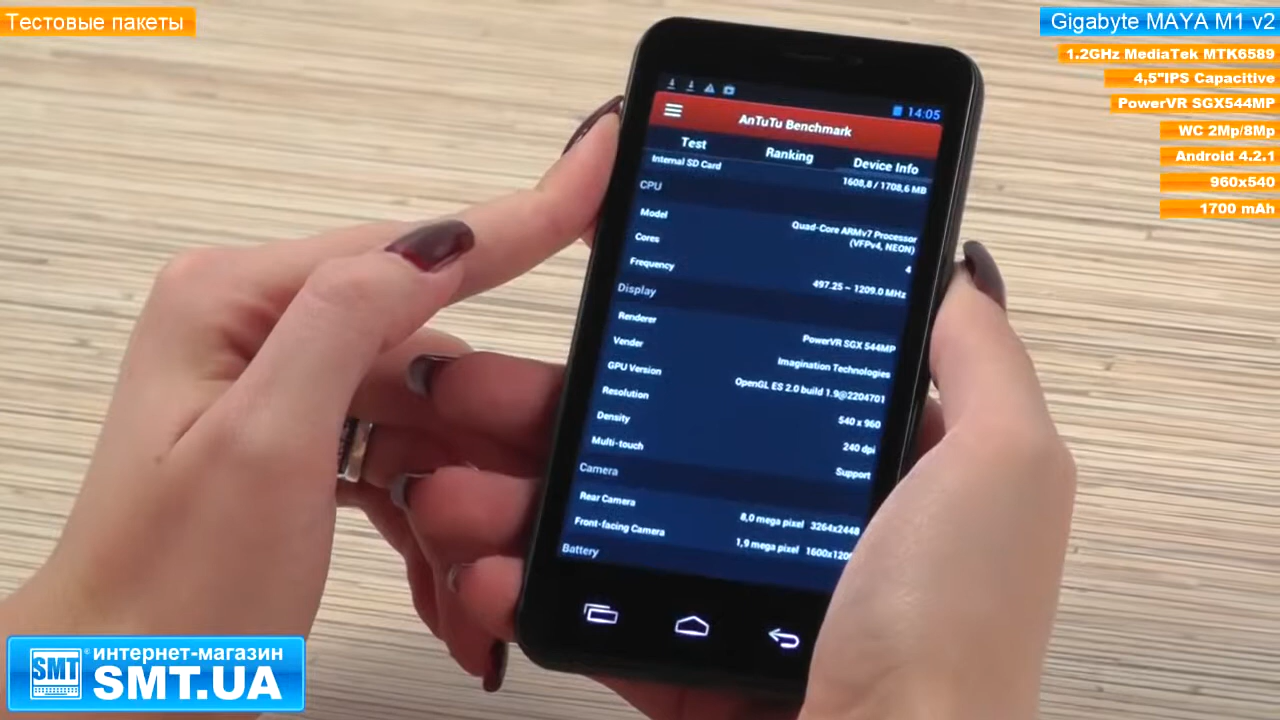 Тестовые пакеты
Gigabyte MAYA M1 v2
1.2GHz MediaTek MTK6589
4,5"IPS Capacitive
PowerVR SGX544MP
WC 2Mp/8Mp
Android 4.2.1
960x540
1700 mAh
14:05
AnTuTu Benchmark
Test Ranking Device Info
Internal SD Card 1608,8 / 1708,6 MB
CPU
Model Quad-Core ARMv7 Processor
(VFPv4, NEON)
Cores 4
Frequency 497.25 ~ 1209.0 MHz
Display
Renderer PowerVR SGX 544MP
Vender Imagination Technologies
GPU Version OpenGL ES 2.0 build 1.9@2204701
Resolution 540 x 960
Density 240 dpi
Multi-touch Support
Camera
Rear Camera 8,0 mega pixel 3264x2448
Front-facing Camera 1,9 mega pixel 1600x120
Battery
SMT® интернет-магазин
SMT.UA